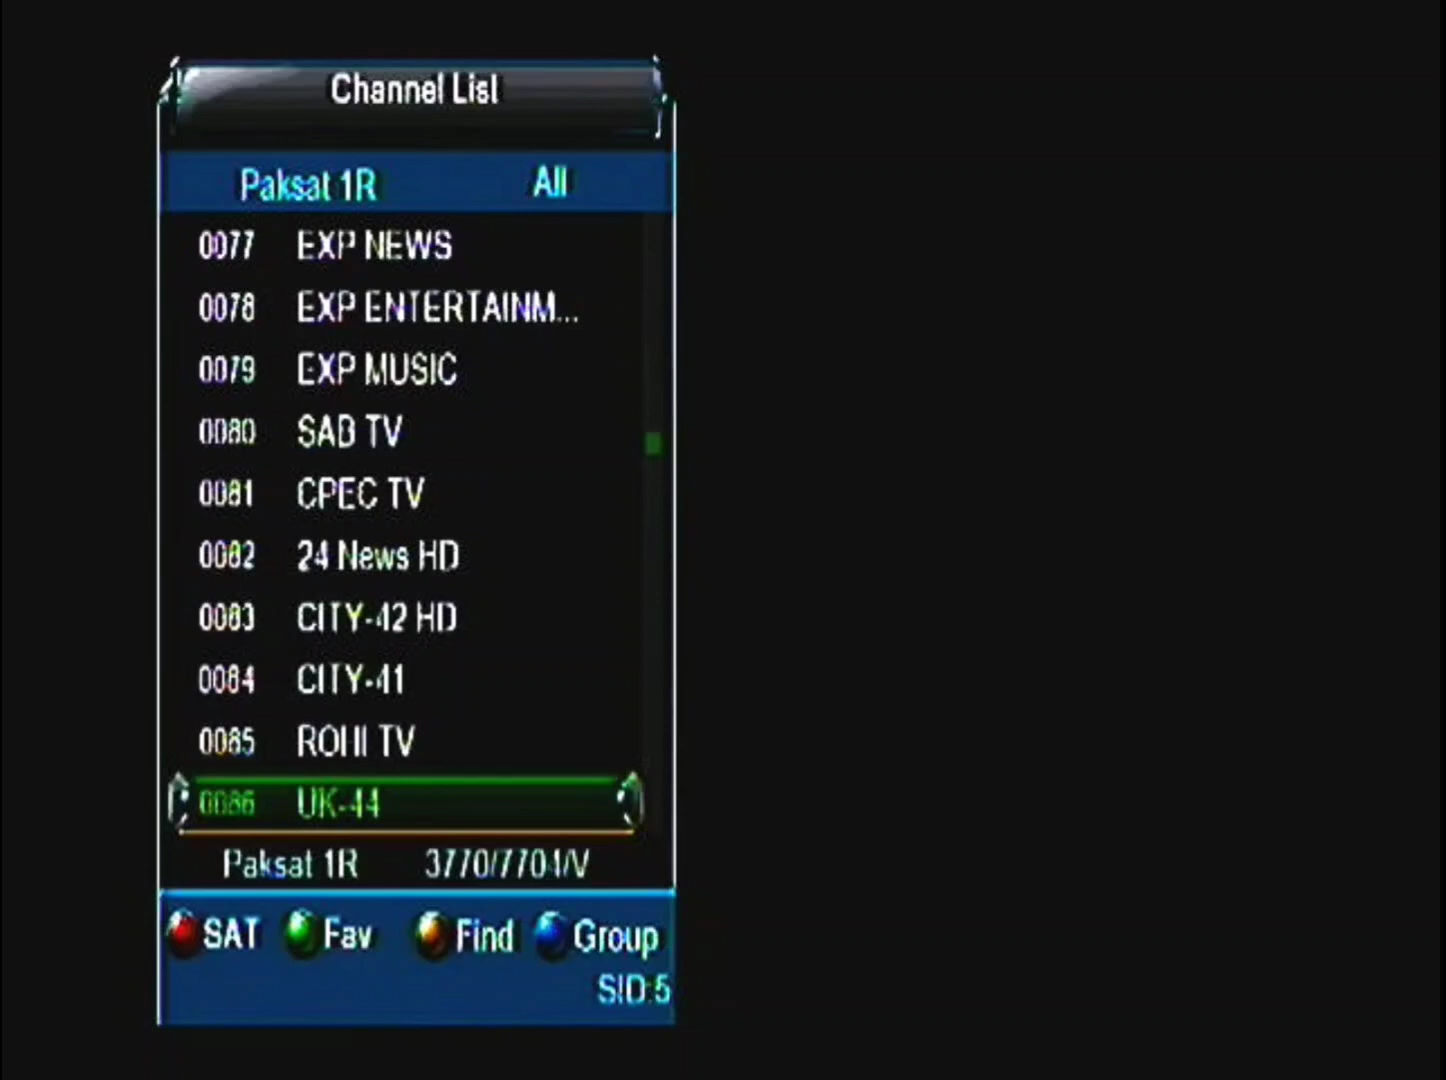 Channel List
Paksat 1R All
0077 EXP NEWS
0078 EXP ENTERTAINM...
0079 EXP MUSIC
0080 SAB TV
0081 CPEC TV
0082 24 News HD
0083 CITY-42 HD
0084 CITY-41
0085 ROHI TV
0086 UK-44
Paksat 1R 3770/7704/V
SAT Fav Find Group
SID:5